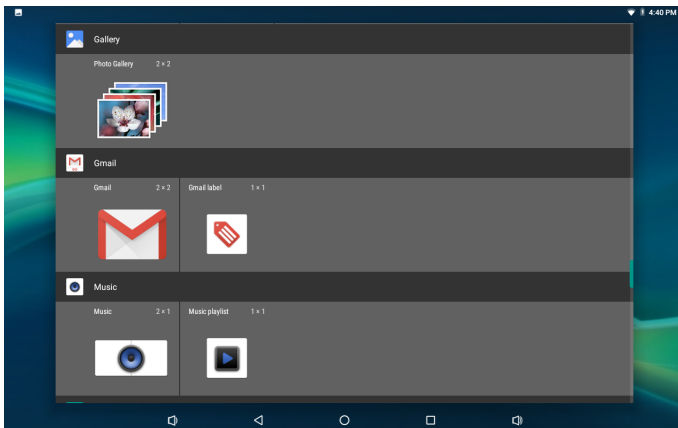 4:40 PM
Gallery
Photo Gallery 2 × 2
Gmail
Gmail 2 × 2 Gmail label 1 × 1
Music
Music 2 × 1 Music playlist 1 × 1